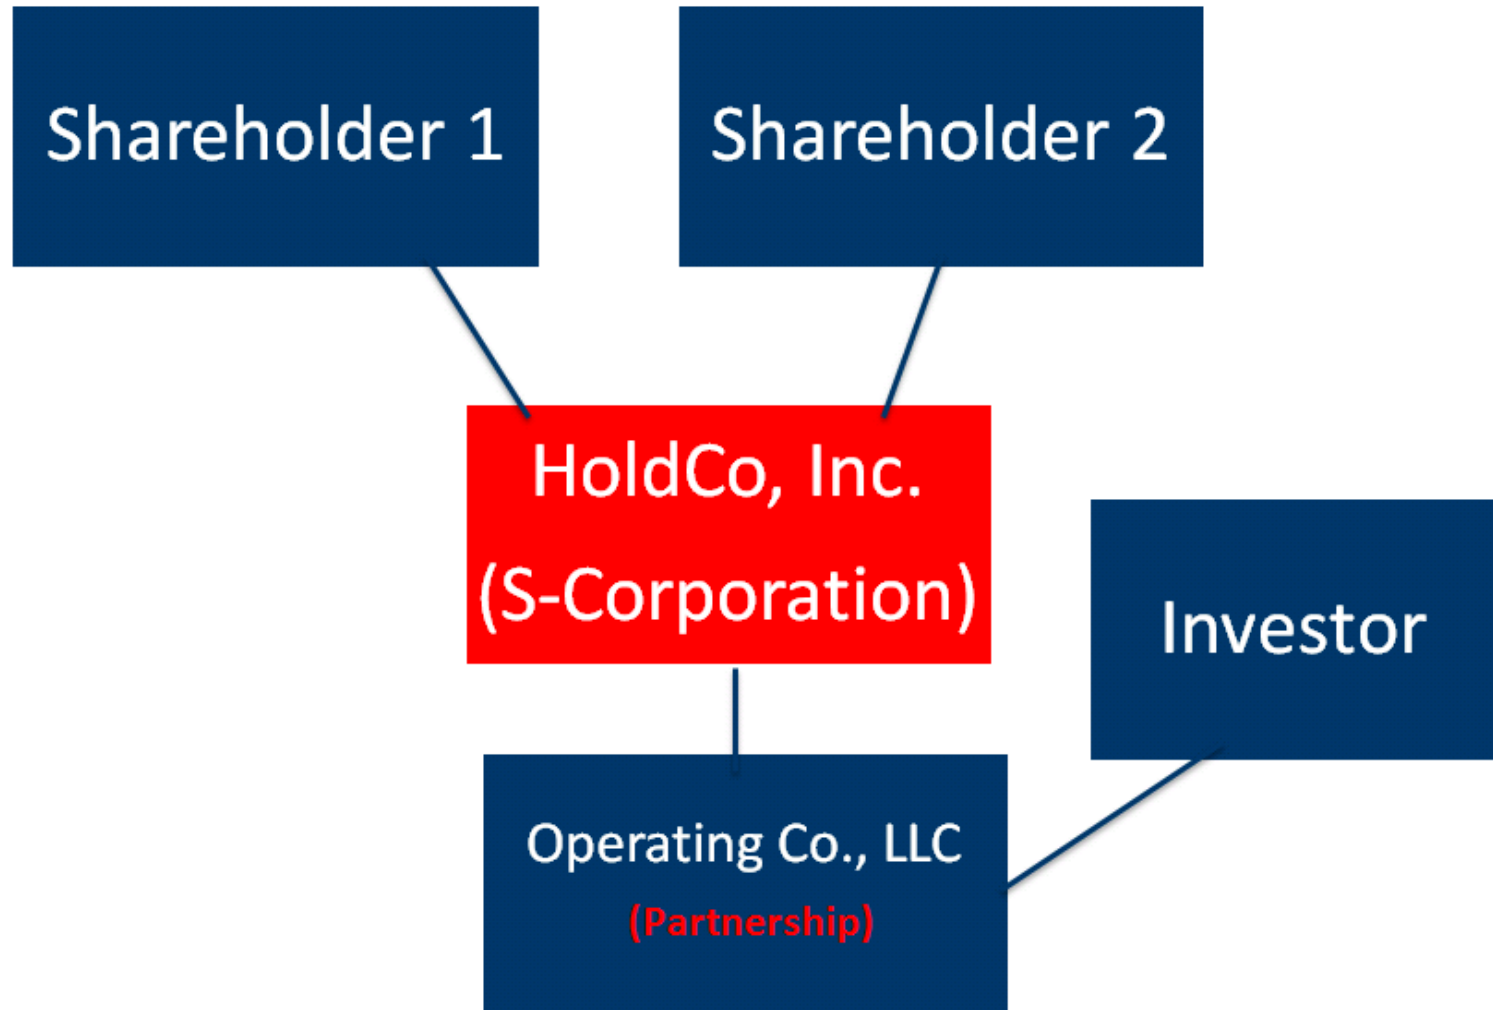 Shareholder 1
Shareholder 2
HoldCo, Inc.
(S-Corporation)
Investor
Operating Co., LLC
(Partnership)